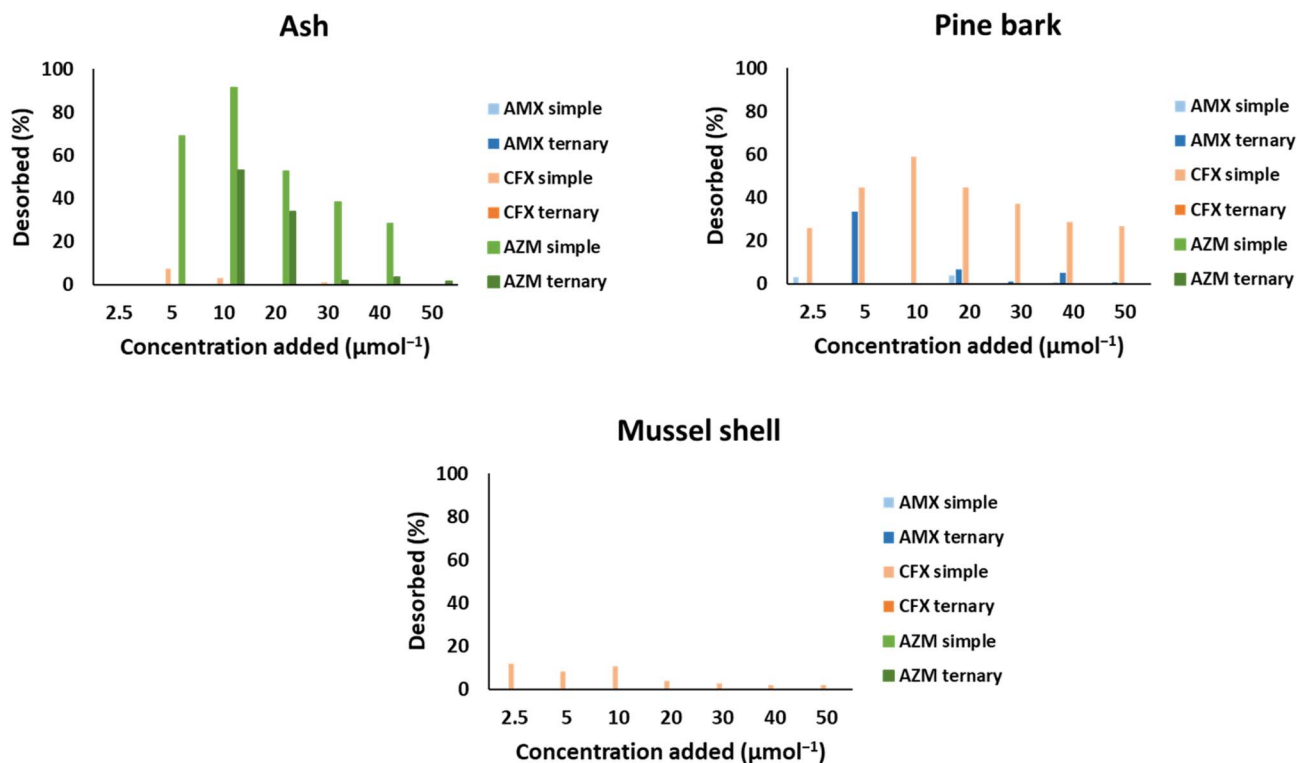 Ash
100
80
60
40
20
0
Desorbed (%)
2.5 5 10 20 30 40 50
Concentration added (µmol⁻¹)
AMX simple
AMX ternary
CFX simple
CFX ternary
AZM simple
AZM ternary
Pine bark
100
80
60
40
20
0
Desorbed (%)
2.5 5 10 20 30 40 50
Concentration added (µmol⁻¹)
AMX simple
AMX ternary
CFX simple
CFX ternary
AZM simple
AZM ternary
Mussel shell
100
80
60
40
20
0
Desorbed (%)
2.5 5 10 20 30 40 50
Concentration added (µmol⁻¹)
AMX simple
AMX ternary
CFX simple
CFX ternary
AZM simple
AZM ternary